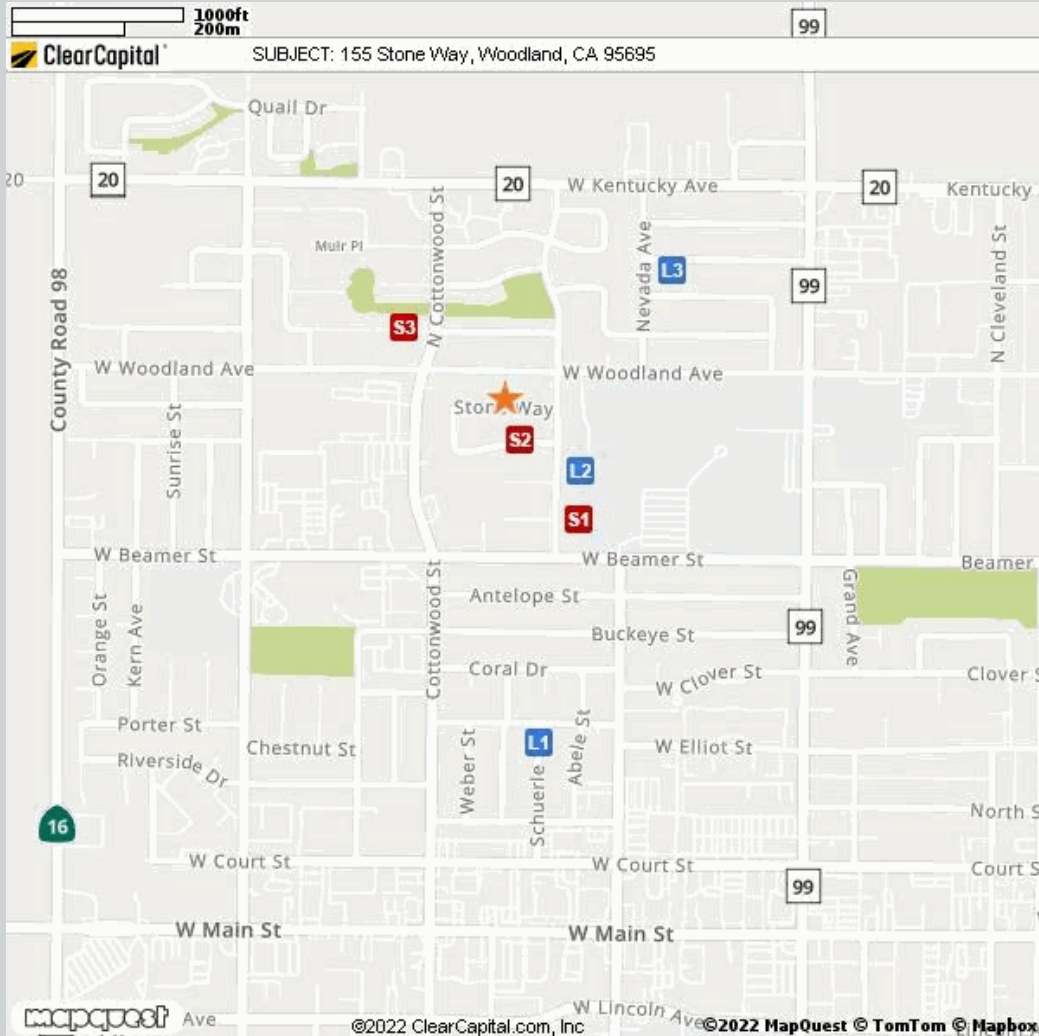 1000ft
200m
99
ClearCapital
SUBJECT: 155 Stone Way, Woodland, CA 95695
Quail Dr
20
20
20
W Kentucky Ave
20
Kentucky
N Cottonwood St
Muir Pl
Nevada Ave
N Cleveland St
L3
County Road 98
99
S3
W Woodland Ave
W Woodland Ave
Stone Way
Sunrise St
S2
L2
S1
W Beamer St
W Beamer St
Beamer
Antelope St
Orange St
Kern Ave
Cottonwood St
Grand Ave
Buckeye St
99
Coral Dr
W Clover St
Clover S
Porter St
Chestnut St
Weber St
L1
Abele St
W Elliot St
Riverside Dr
Schuerle
North S
16
W Court St
W Court St
Court S
99
W Main St
W Main St
W Lincoln Ave
mapquest
Ave
©2022 ClearCapital.com, Inc
©2022 MapQuest © TomTom © Mapbox